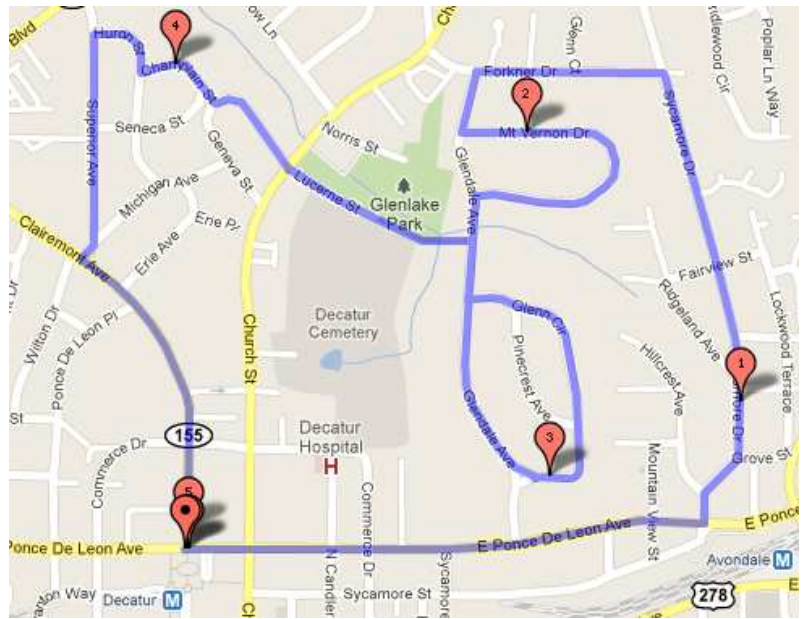 Blvd
Huron St
4
Champlain St
Glenn Ct
Poplar Ln Way
Forkner Dr
2
Mt Vernon Dr
Sycamore Dr
Superior Ave
Seneca St
Geneva St
Norris St
Glendale Ave
Lucerne St
Glenlake
Park
Michigan Ave
Erie Pl
Erie Ave
Clairemont Ave
Fairview St
Ridgeland Ave
Lockwood Terrace
Glenn Cir
Decatur
Cemetery
Church St
Wilton Dr
Ponce De Leon Pl
Pinecrest Ave
Hillcrest Ave
1
St
155
Commerce Dr
Decatur
Hospital
H
Glendale Ave
3
Grove St
Mountain View St
Commerce Dr
5
Ponce De Leon Ave
E Ponce De Leon Ave
E Ponce
N Candler
Sycamore
Avondale M
Decatur M
Sycamore St
278